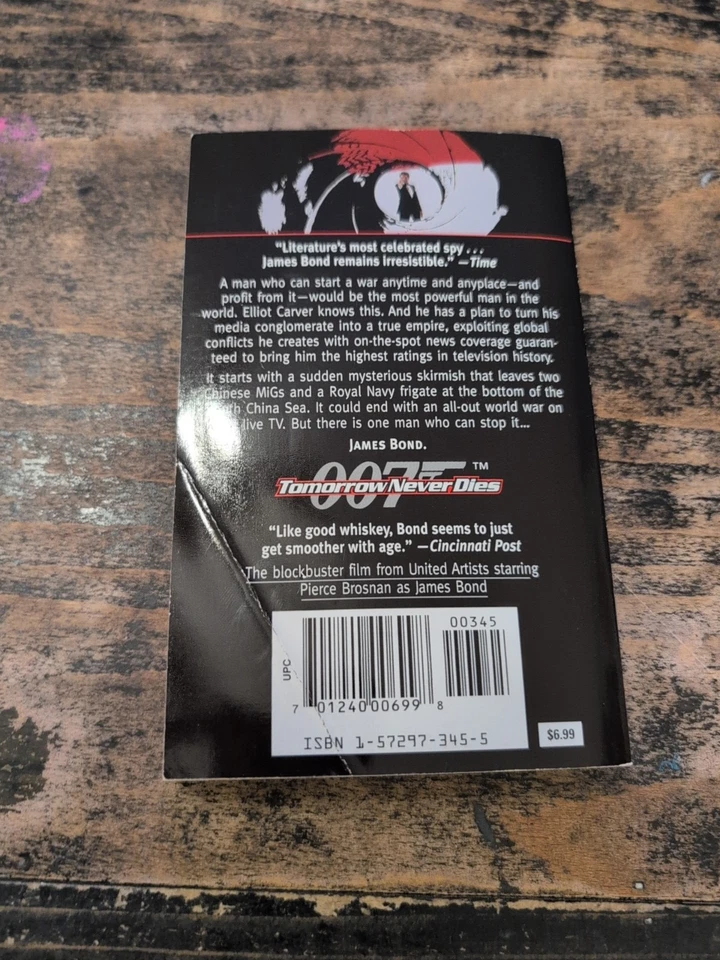 “Literature's most celebrated spy . . .
James Bond remains irresistible.” —Time
A man who can start a war anytime and anyplace—and
profit from it—would be the most powerful man in the
world. Elliot Carver knows this. And he has a plan to turn his
media conglomerate into a true empire, exploiting global
conflicts he creates with on-the-spot news coverage guaran-
teed to bring him the highest ratings in television history.
It starts with a sudden mysterious skirmish that leaves two
Chinese MiGs and a Royal Navy frigate at the bottom of the
China Sea. It could end with an all-out world war on
live TV. But there is one man who can stop it...
JAMES BOND.
007 TM
Tomorrow Never Dies
“Like good whiskey, Bond seems to just
get smoother with age.” —Cincinnati Post
The blockbuster film from United Artists starring
Pierce Brosnan as James Bond
00345
UPC
7 01240 00699 8
ISBN 1-57297-345-5
$6.99